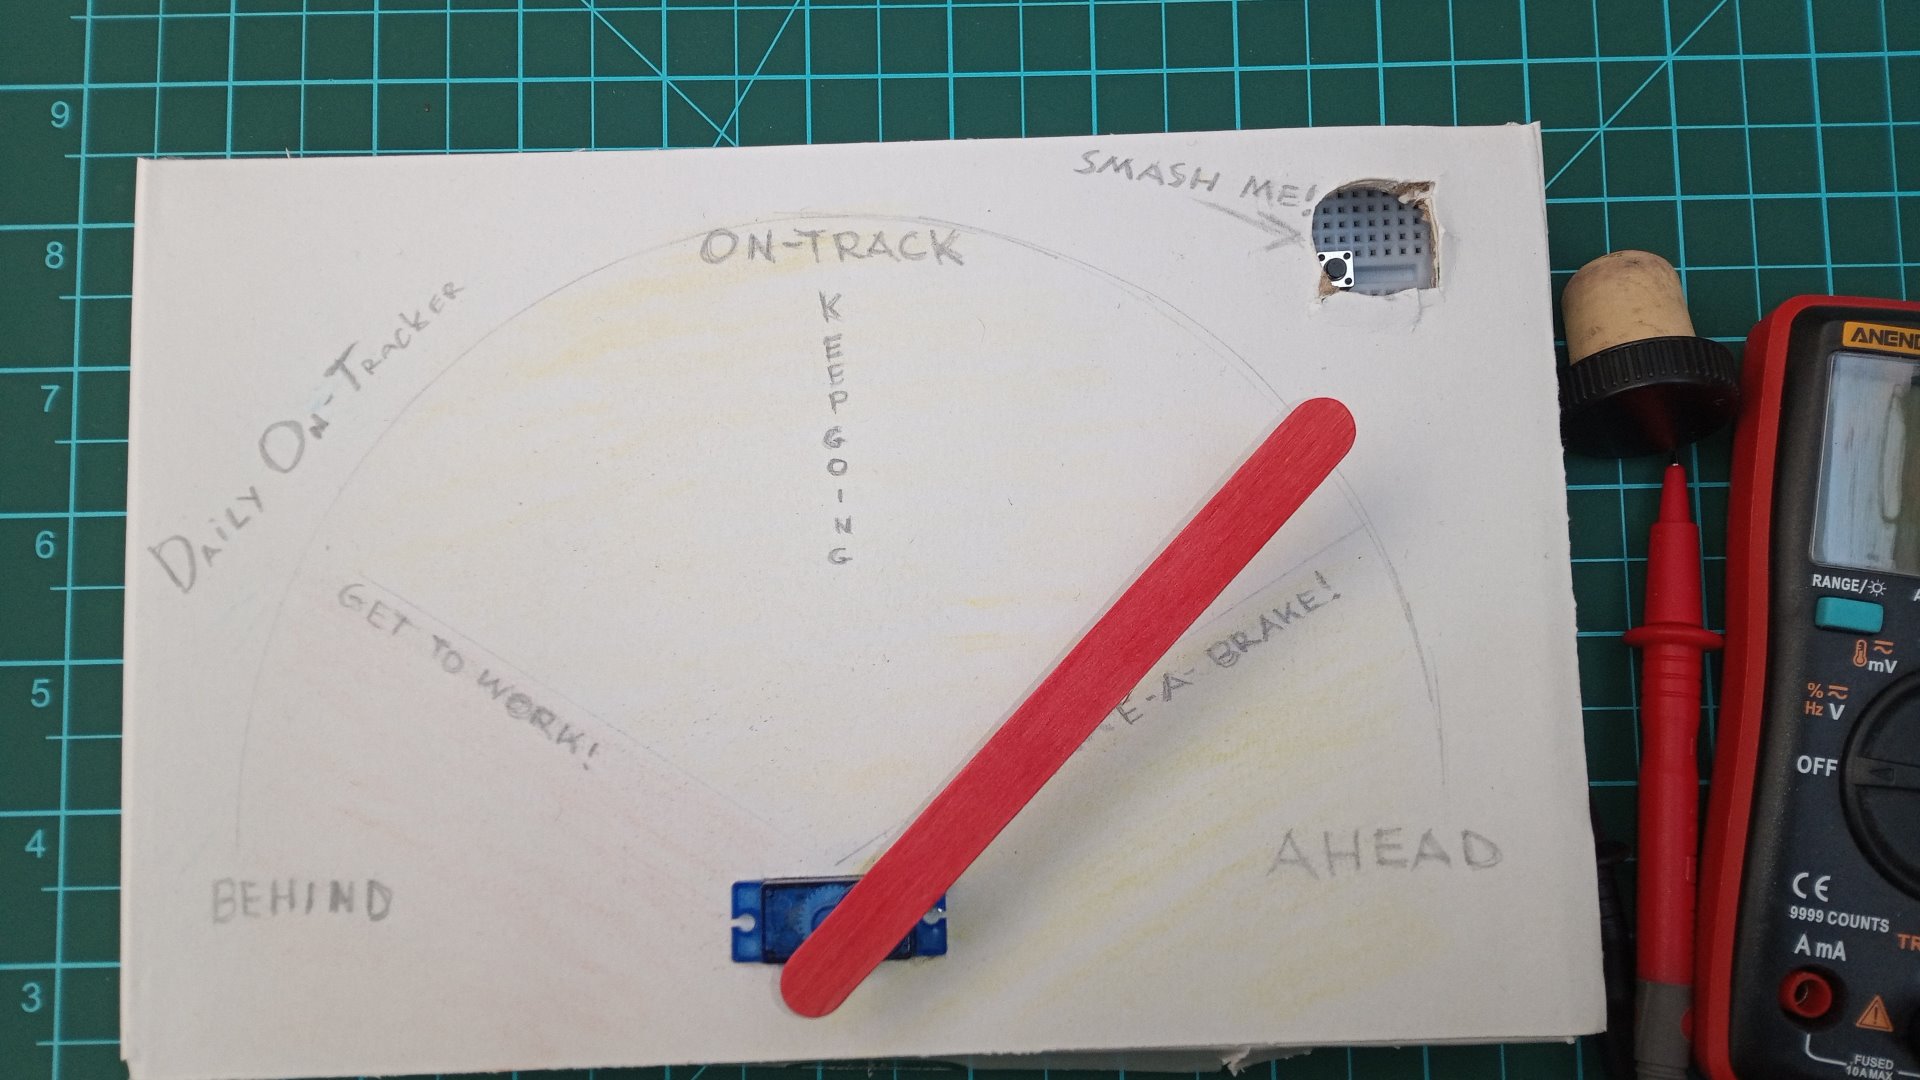 9
8
7
6
5
4
3
SMASH ME!
ON-TRACK
KEEP GOING
DAILY ON-TRACKER
GET TO WORK!
E-A-BRAKE!
BEHIND
AHEAD
ANENG
RANGE/
mV
% Hz V
OFF
CE
9999 COUNTS
A mA
TR
FUSED
10A MAX